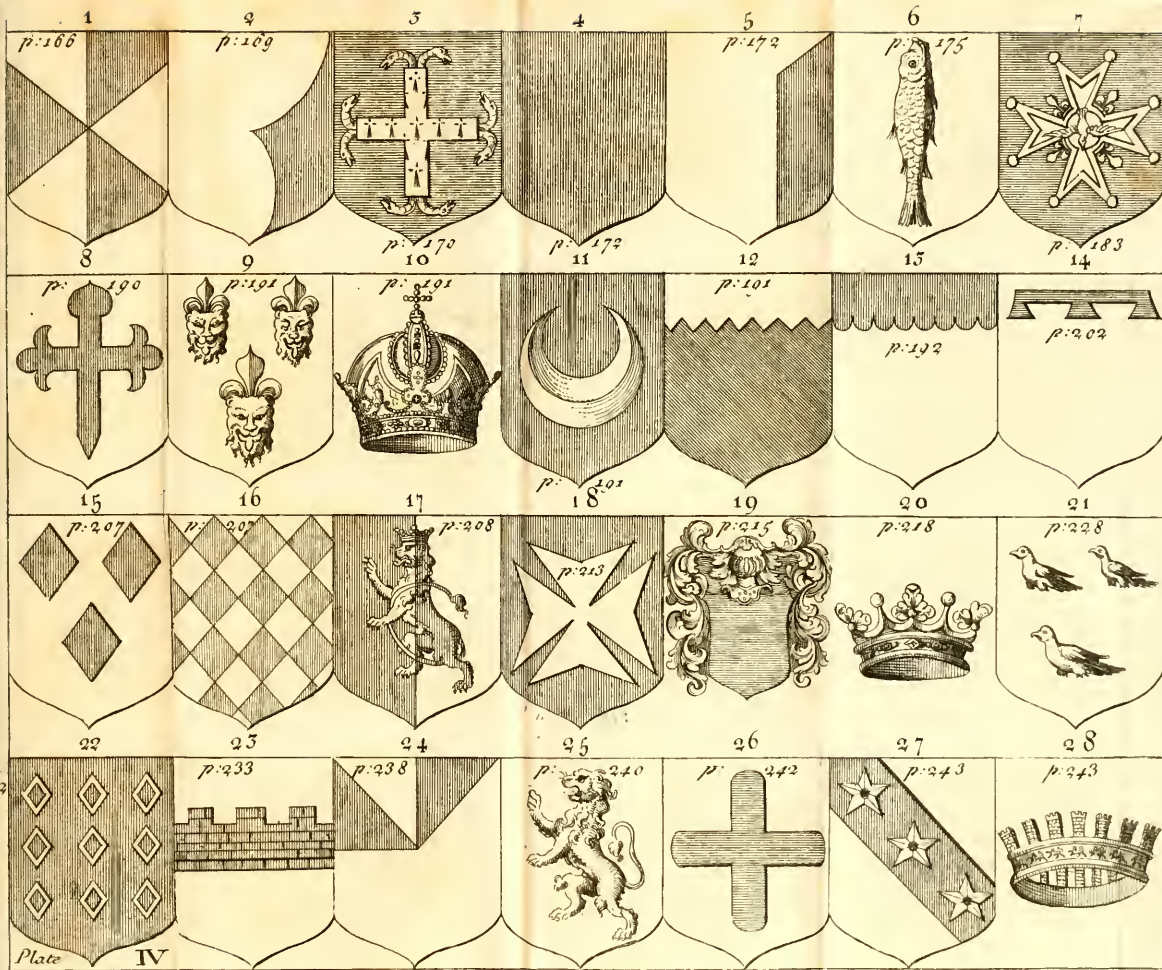 1 2 3 4 5 6 7
p:166 p:169 p:172 p: 175
p: 170 p: 172 p: 183
8 9 10 11 12 13 14
p: 190 p:191 p: 191 p:191
p:192 p:202
p: 191
15 16 17 18 19 20 21
p:207 p: 207 p:208 p:213 p:215 p:218 p:228
22 23 24 25 26 27 28
p:233 p:238 p: 240 p: 242 p:243 p:243
Plate IV